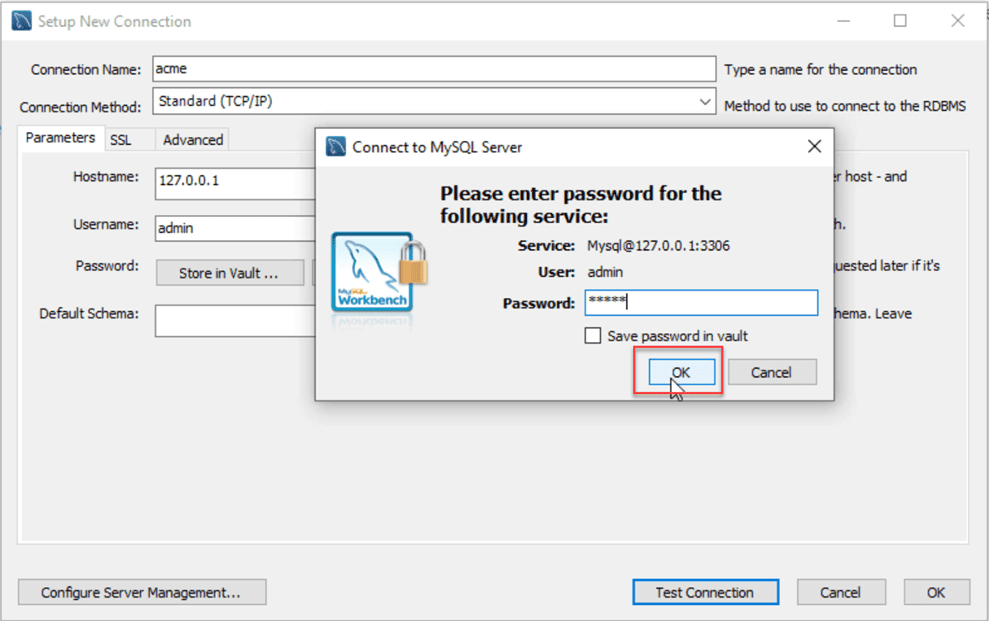 Setup New Connection
Connection Name: acme Type a name for the connection
Connection Method: Standard (TCP/IP) Method to use to connect to the RDBMS
Parameters SSL Advanced
Hostname: 127.0.0.1 host - and
Username: admin
Password: Store in Vault ... if it's
Default Schema: Leave
Connect to MySQL Server
Please enter password for the
following service:
Service: Mysql@127.0.0.1:3306
User: admin
Password: *****
Save password in vault
OK Cancel
MySQL
Workbench
Configure Server Management... Test Connection Cancel OK